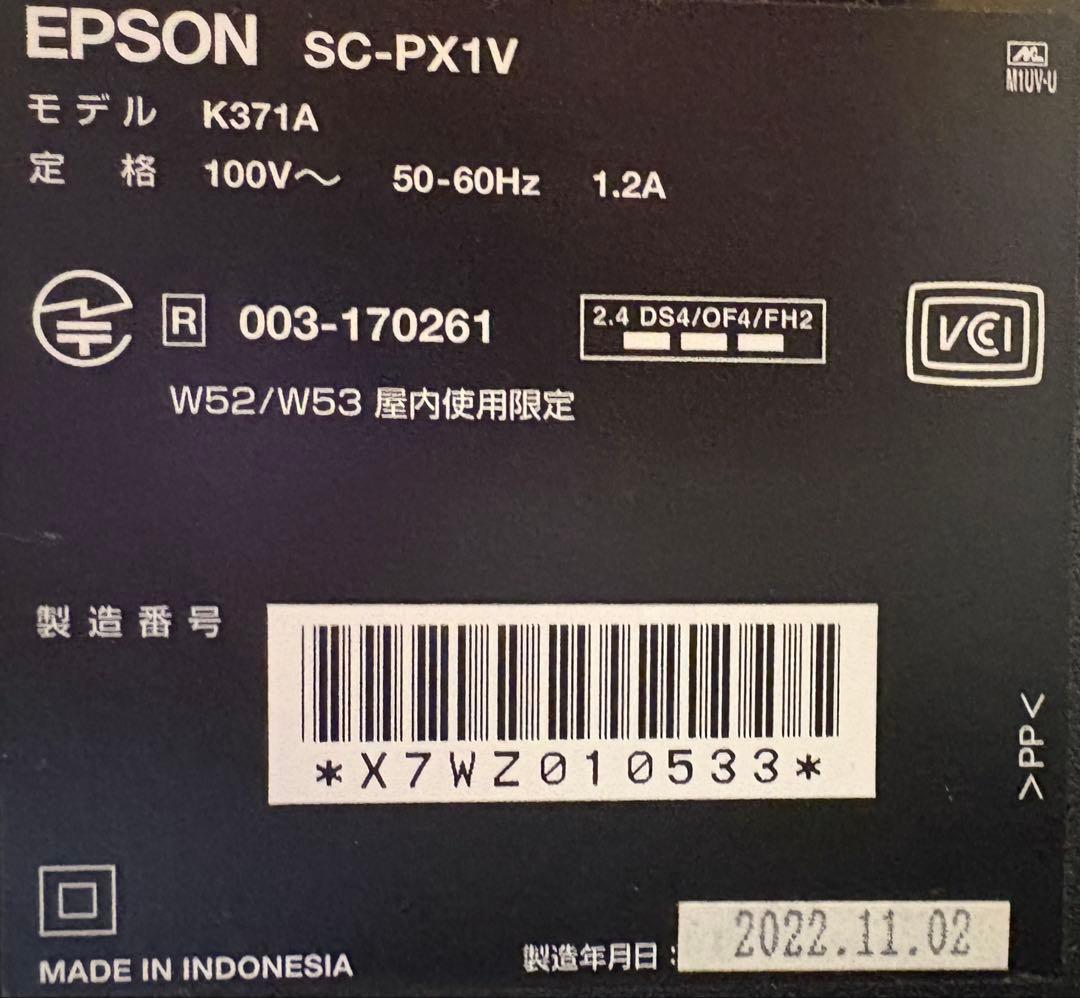 EPSON SC-PX1V
M1UV-U
モデル K371A
定格 100V～ 50-60Hz 1.2A
R 003-170261
2.4 DS4/OF4/FH2
VCCI
W52/W53 屋内使用限定
製造番号
*X7WZ010533*
>PP<
MADE IN INDONESIA
製造年月日: 2022.11.02